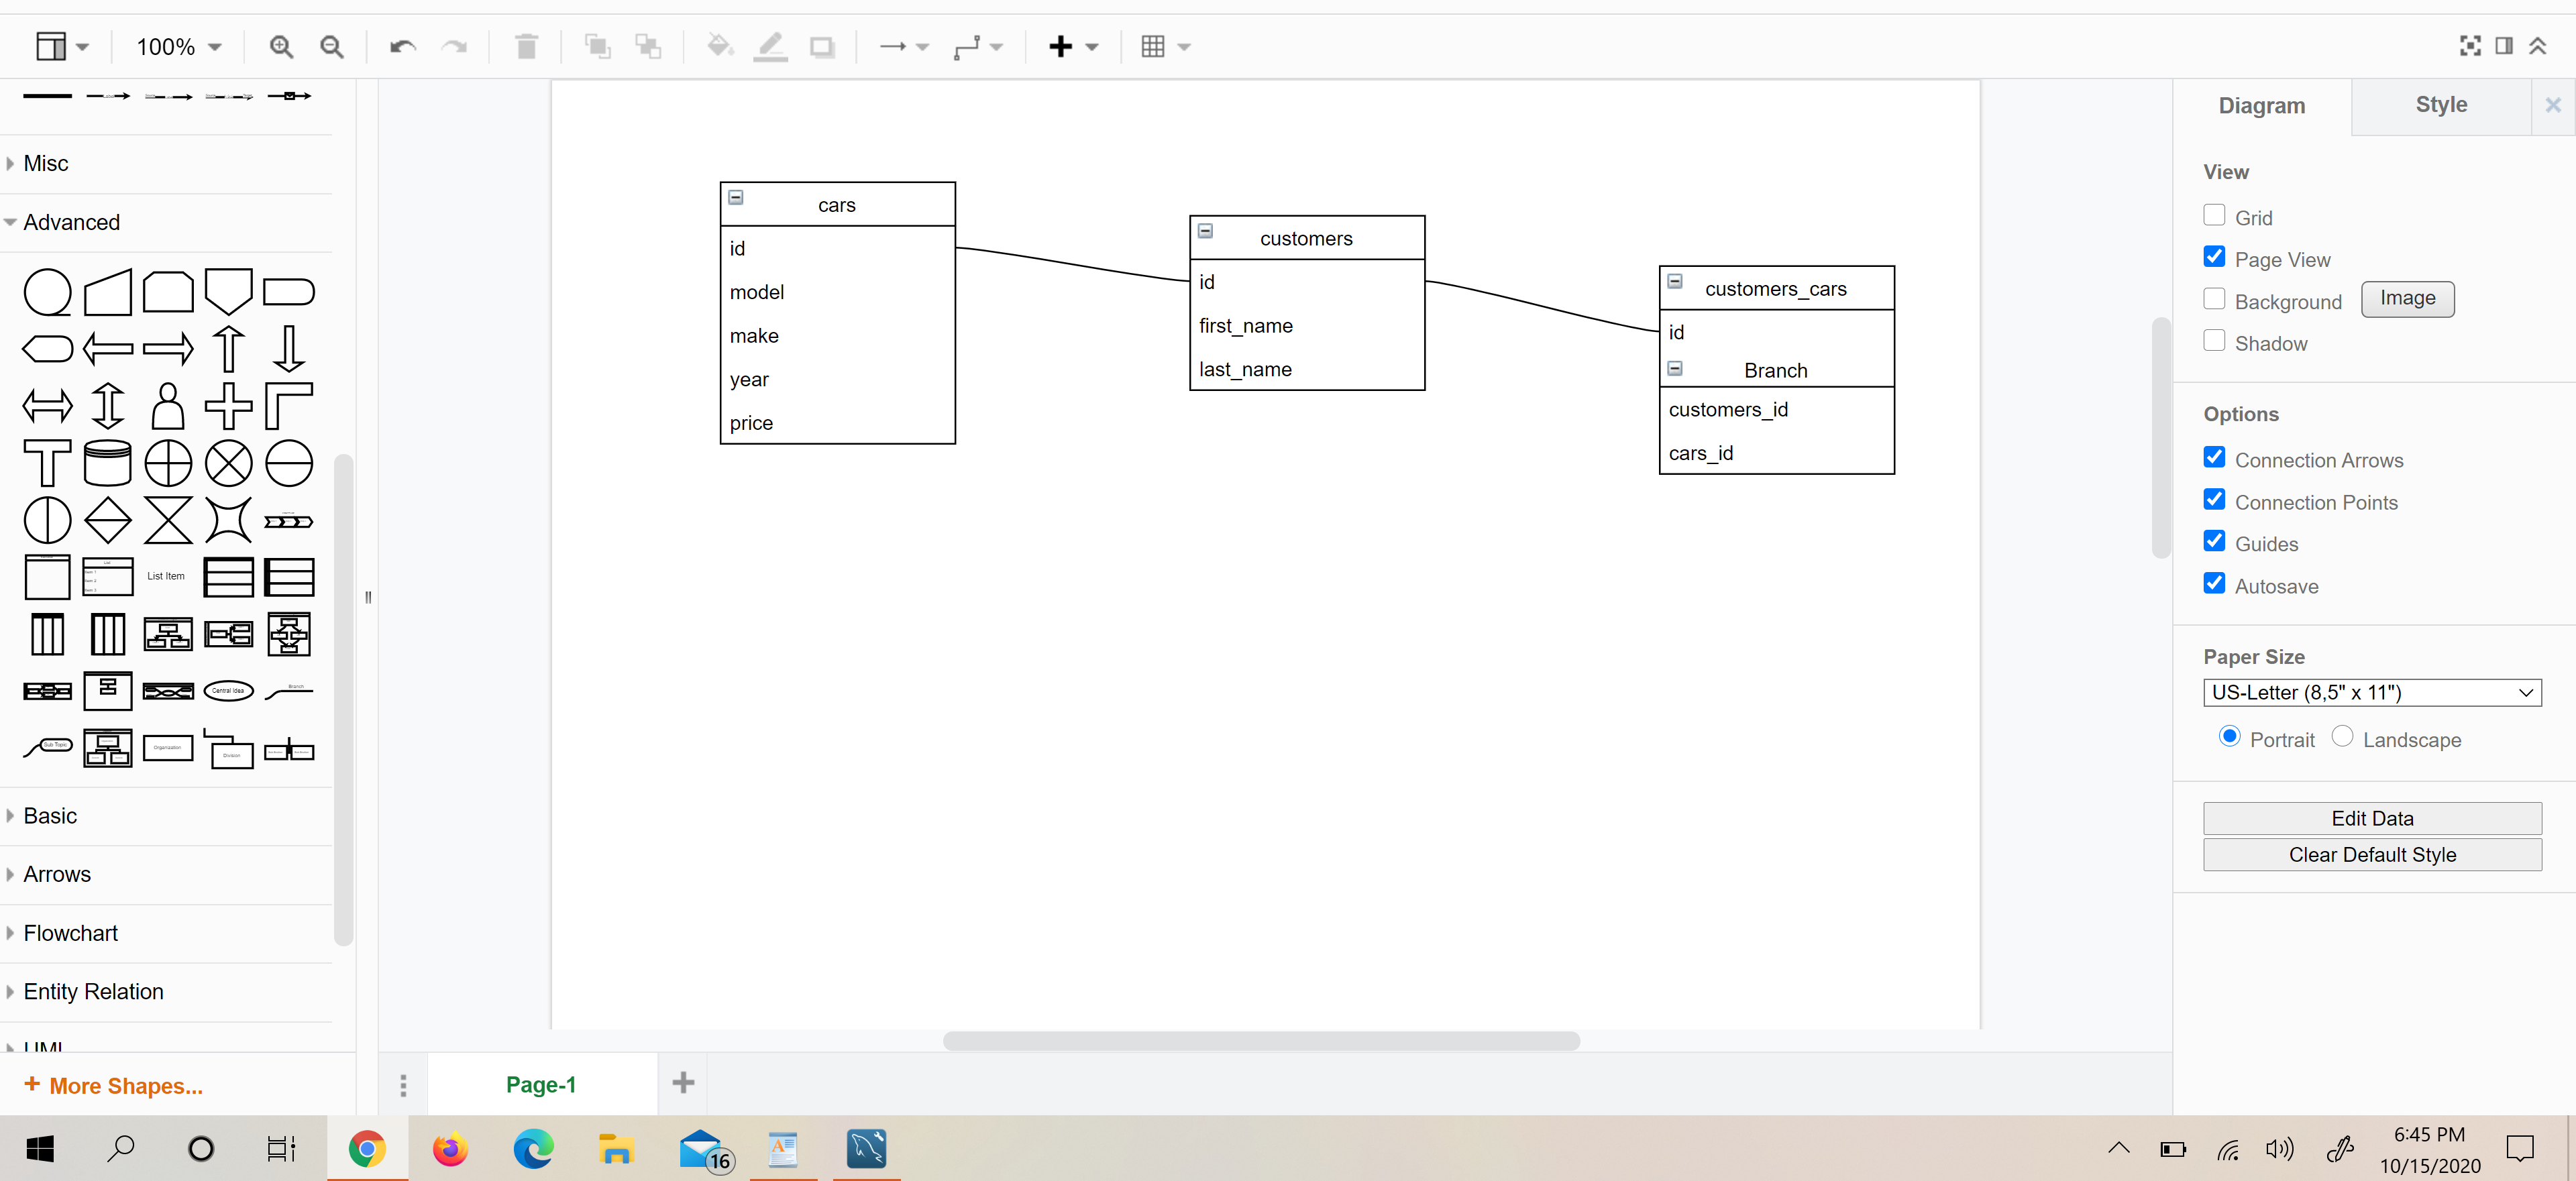 100%
Misc
Advanced
List Item
Central Idea
Branch
Sub Topic
Organization
Division
Basic
Arrows
Flowchart
Entity Relation
UML
+ More Shapes...
cars
id
model
make
year
price
customers
id
first_name
last_name
customers_cars
id
Branch
customers_id
cars_id
Page-1
Diagram
Style
View
Grid
Page View
Background
Image
Shadow
Options
Connection Arrows
Connection Points
Guides
Autosave
Paper Size
US-Letter (8,5" x 11")
Portrait
Landscape
Edit Data
Clear Default Style
16
6:45 PM
10/15/2020